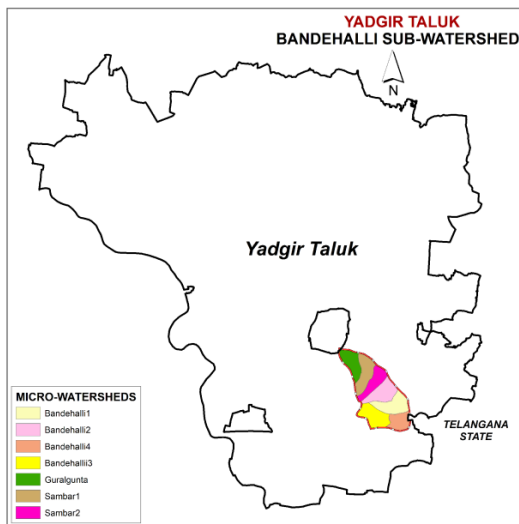 YADGIR TALUK
BANDEHALLI SUB-WATERSHED
N
Yadgir Taluk
TELANGANA
STATE
MICRO-WATERSHEDS
Bandehalli1
Bandehalli2
Bandehalli4
Bandehallii3
Guralgunta
Sambar1
Sambar2